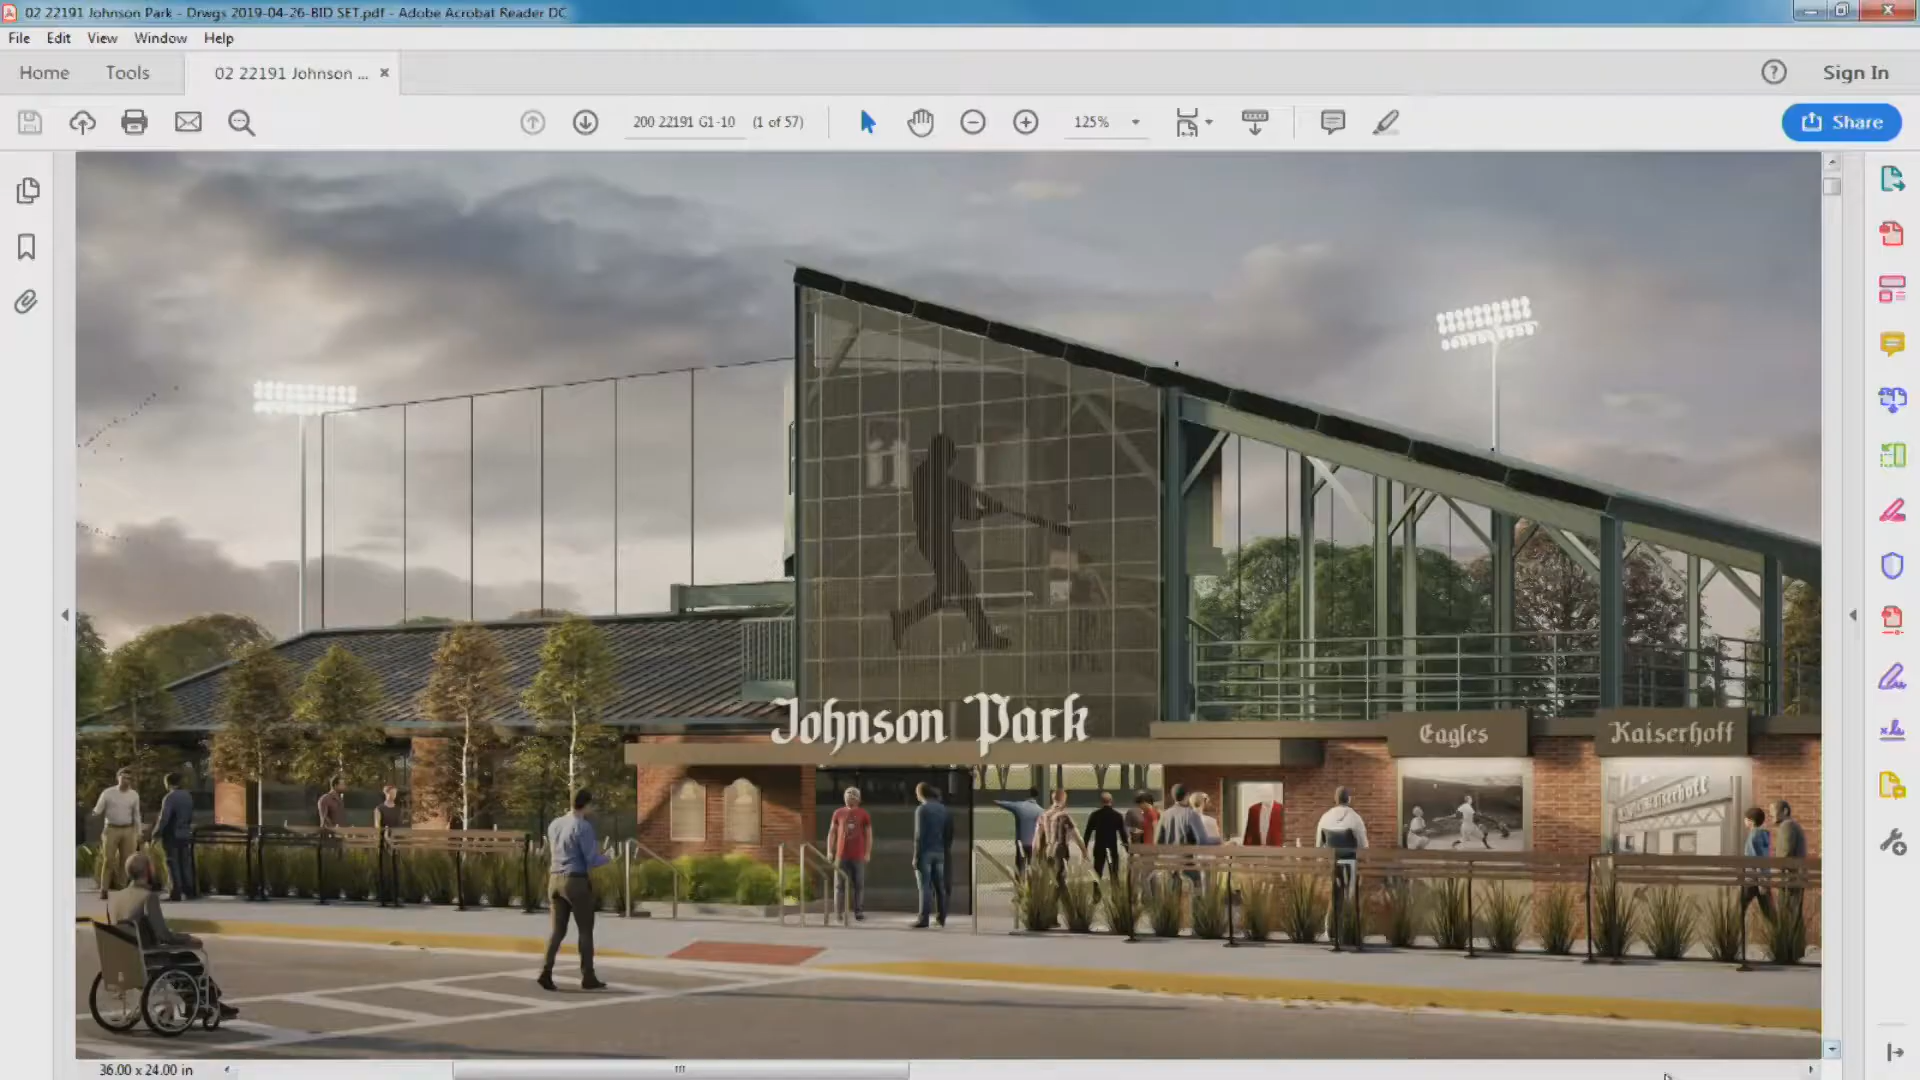 02 22191 Johnson Park - Drwgs 2019-04-26-BID SET.pdf - Adobe Acrobat Reader DC
File Edit View Window Help
Home Tools 02 22191 Johnson ... Sign In
200 22191 G1-10 (1 of 57) 125% Share
Johnson Park
Eagles
Kaiserhoff
Kaiserhoff
36.00 x 24.00 in